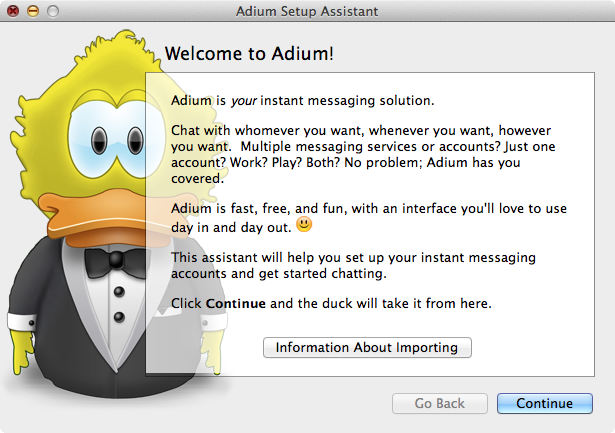 Adium Setup Assistant
Welcome to Adium!
Adium is your instant messaging solution.
Chat with whomever you want, whenever you want, however
you want.  Multiple messaging services or accounts? Just one
account? Work? Play? Both? No problem; Adium has you
covered.
Adium is fast, free, and fun, with an interface you'll love to use
day in and day out.
This assistant will help you set up your instant messaging
accounts and get started chatting.
Click Continue and the duck will take it from here.
Information About Importing
Go Back
Continue